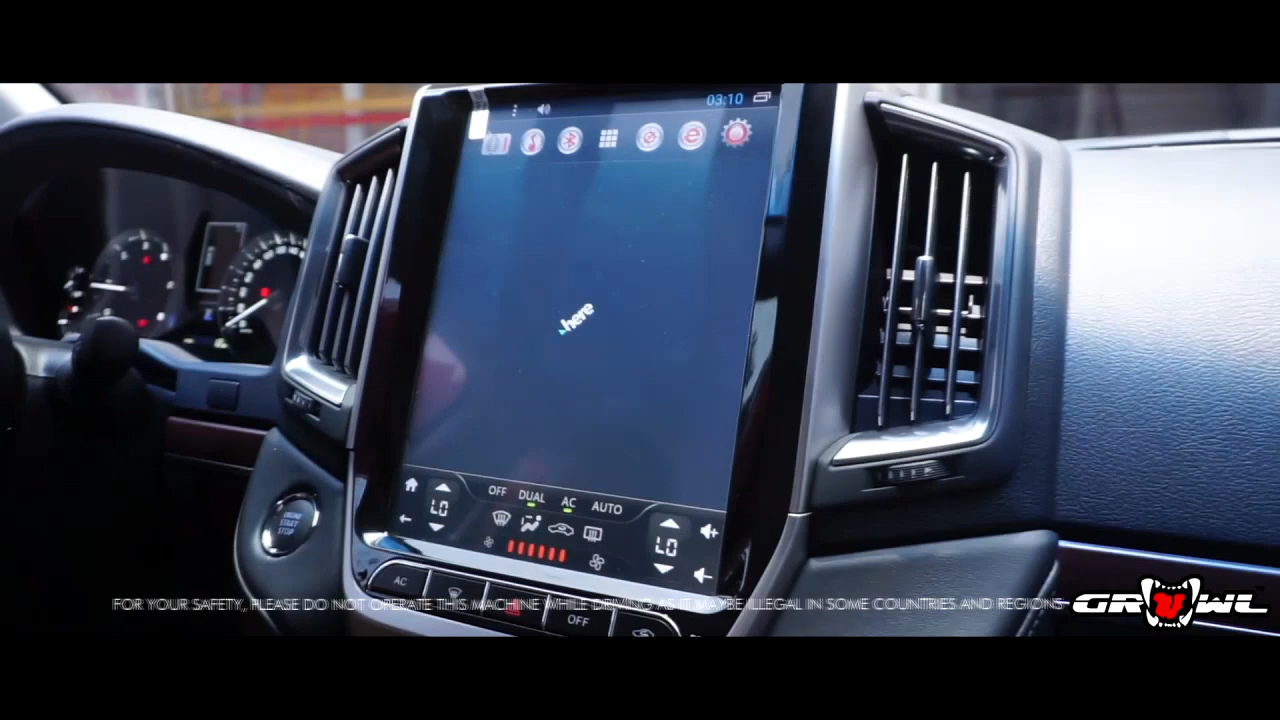 03:10
here
OFF DUAL AC AUTO
LO
LO
ENGINE
START
STOP
AC
OFF
FOR YOUR SAFETY, PLEASE DO NOT OPERATE THIS MACHINE WHILE DRIVING AS IT MAYBE ILLEGAL IN SOME COUNTRIES AND REGIONS
GROWL